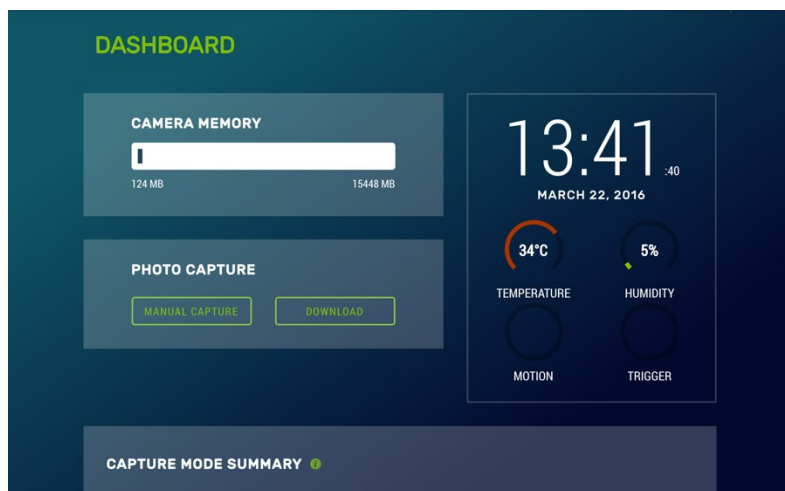 DASHBOARD
CAMERA MEMORY
124 MB 15448 MB
PHOTO CAPTURE
MANUAL CAPTURE DOWNLOAD
13:41 :40
MARCH 22, 2016
34°C 5%
TEMPERATURE HUMIDITY
MOTION TRIGGER
CAPTURE MODE SUMMARY i